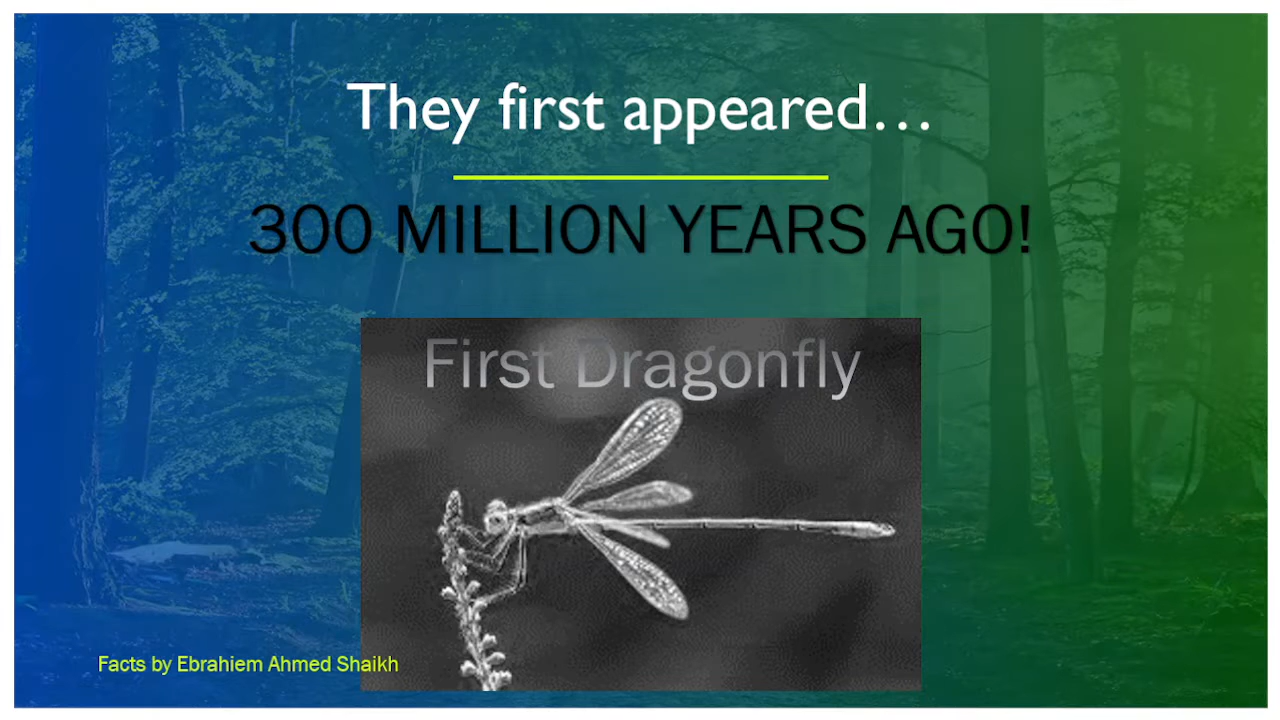 They first appeared…
300 MILLION YEARS AGO!
First Dragonfly
Facts by Ebrahiem Ahmed Shaikh